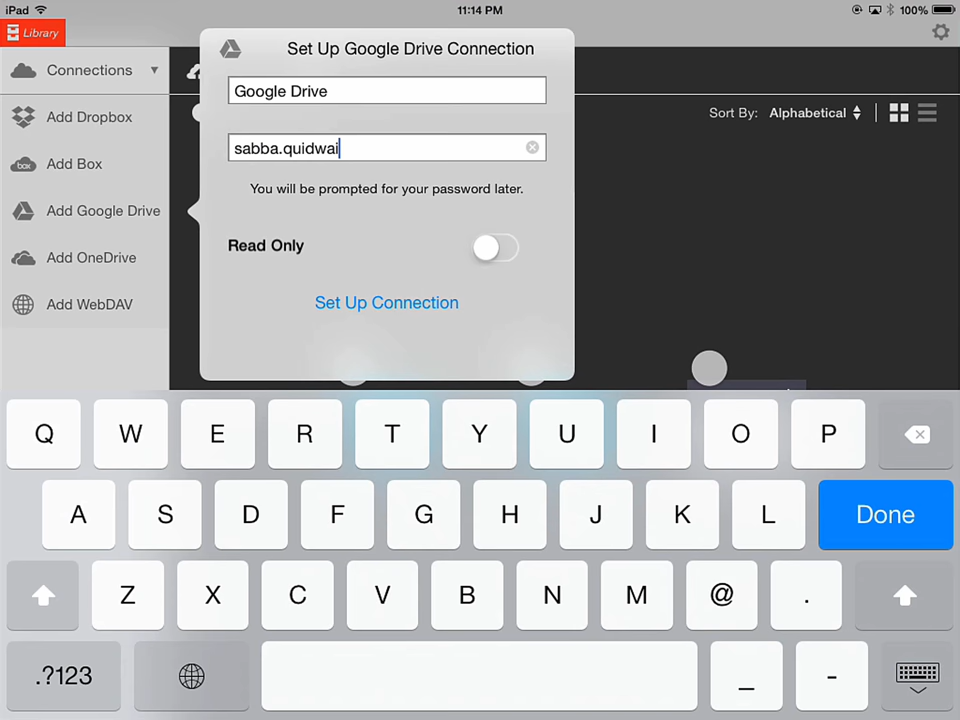 iPad 11:14 PM 100%
Library
Connections ▼
Add Dropbox
box Add Box
Add Google Drive
Add OneDrive
Add WebDAV
Set Up Google Drive Connection
Google Drive
sabba.quidwai
You will be prompted for your password later.
Read Only
Set Up Connection
Sort By: Alphabetical
Q W E R T Y U I O P
A S D F G H J K L Done
Z X C V B N M @ .
.?123 _ -